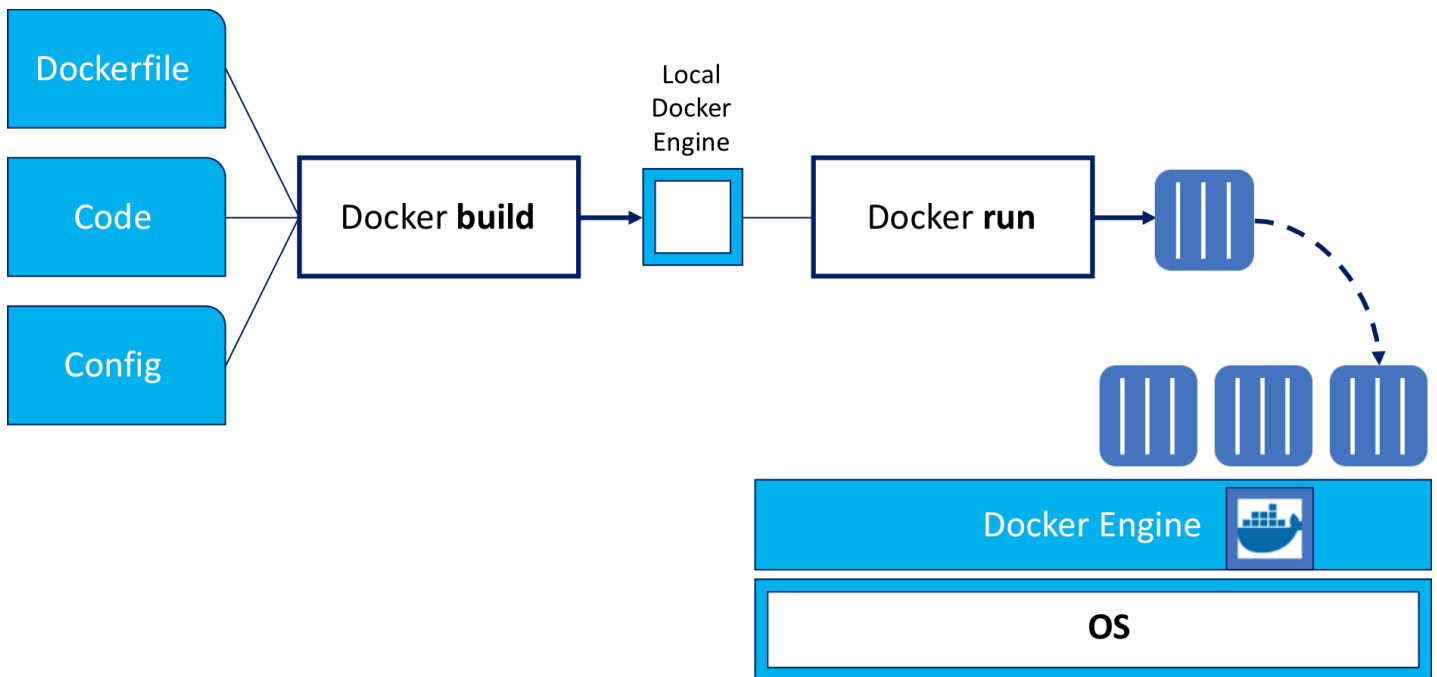 Dockerfile
Code
Config
Docker build
Local
Docker
Engine
Docker run
Docker Engine
OS